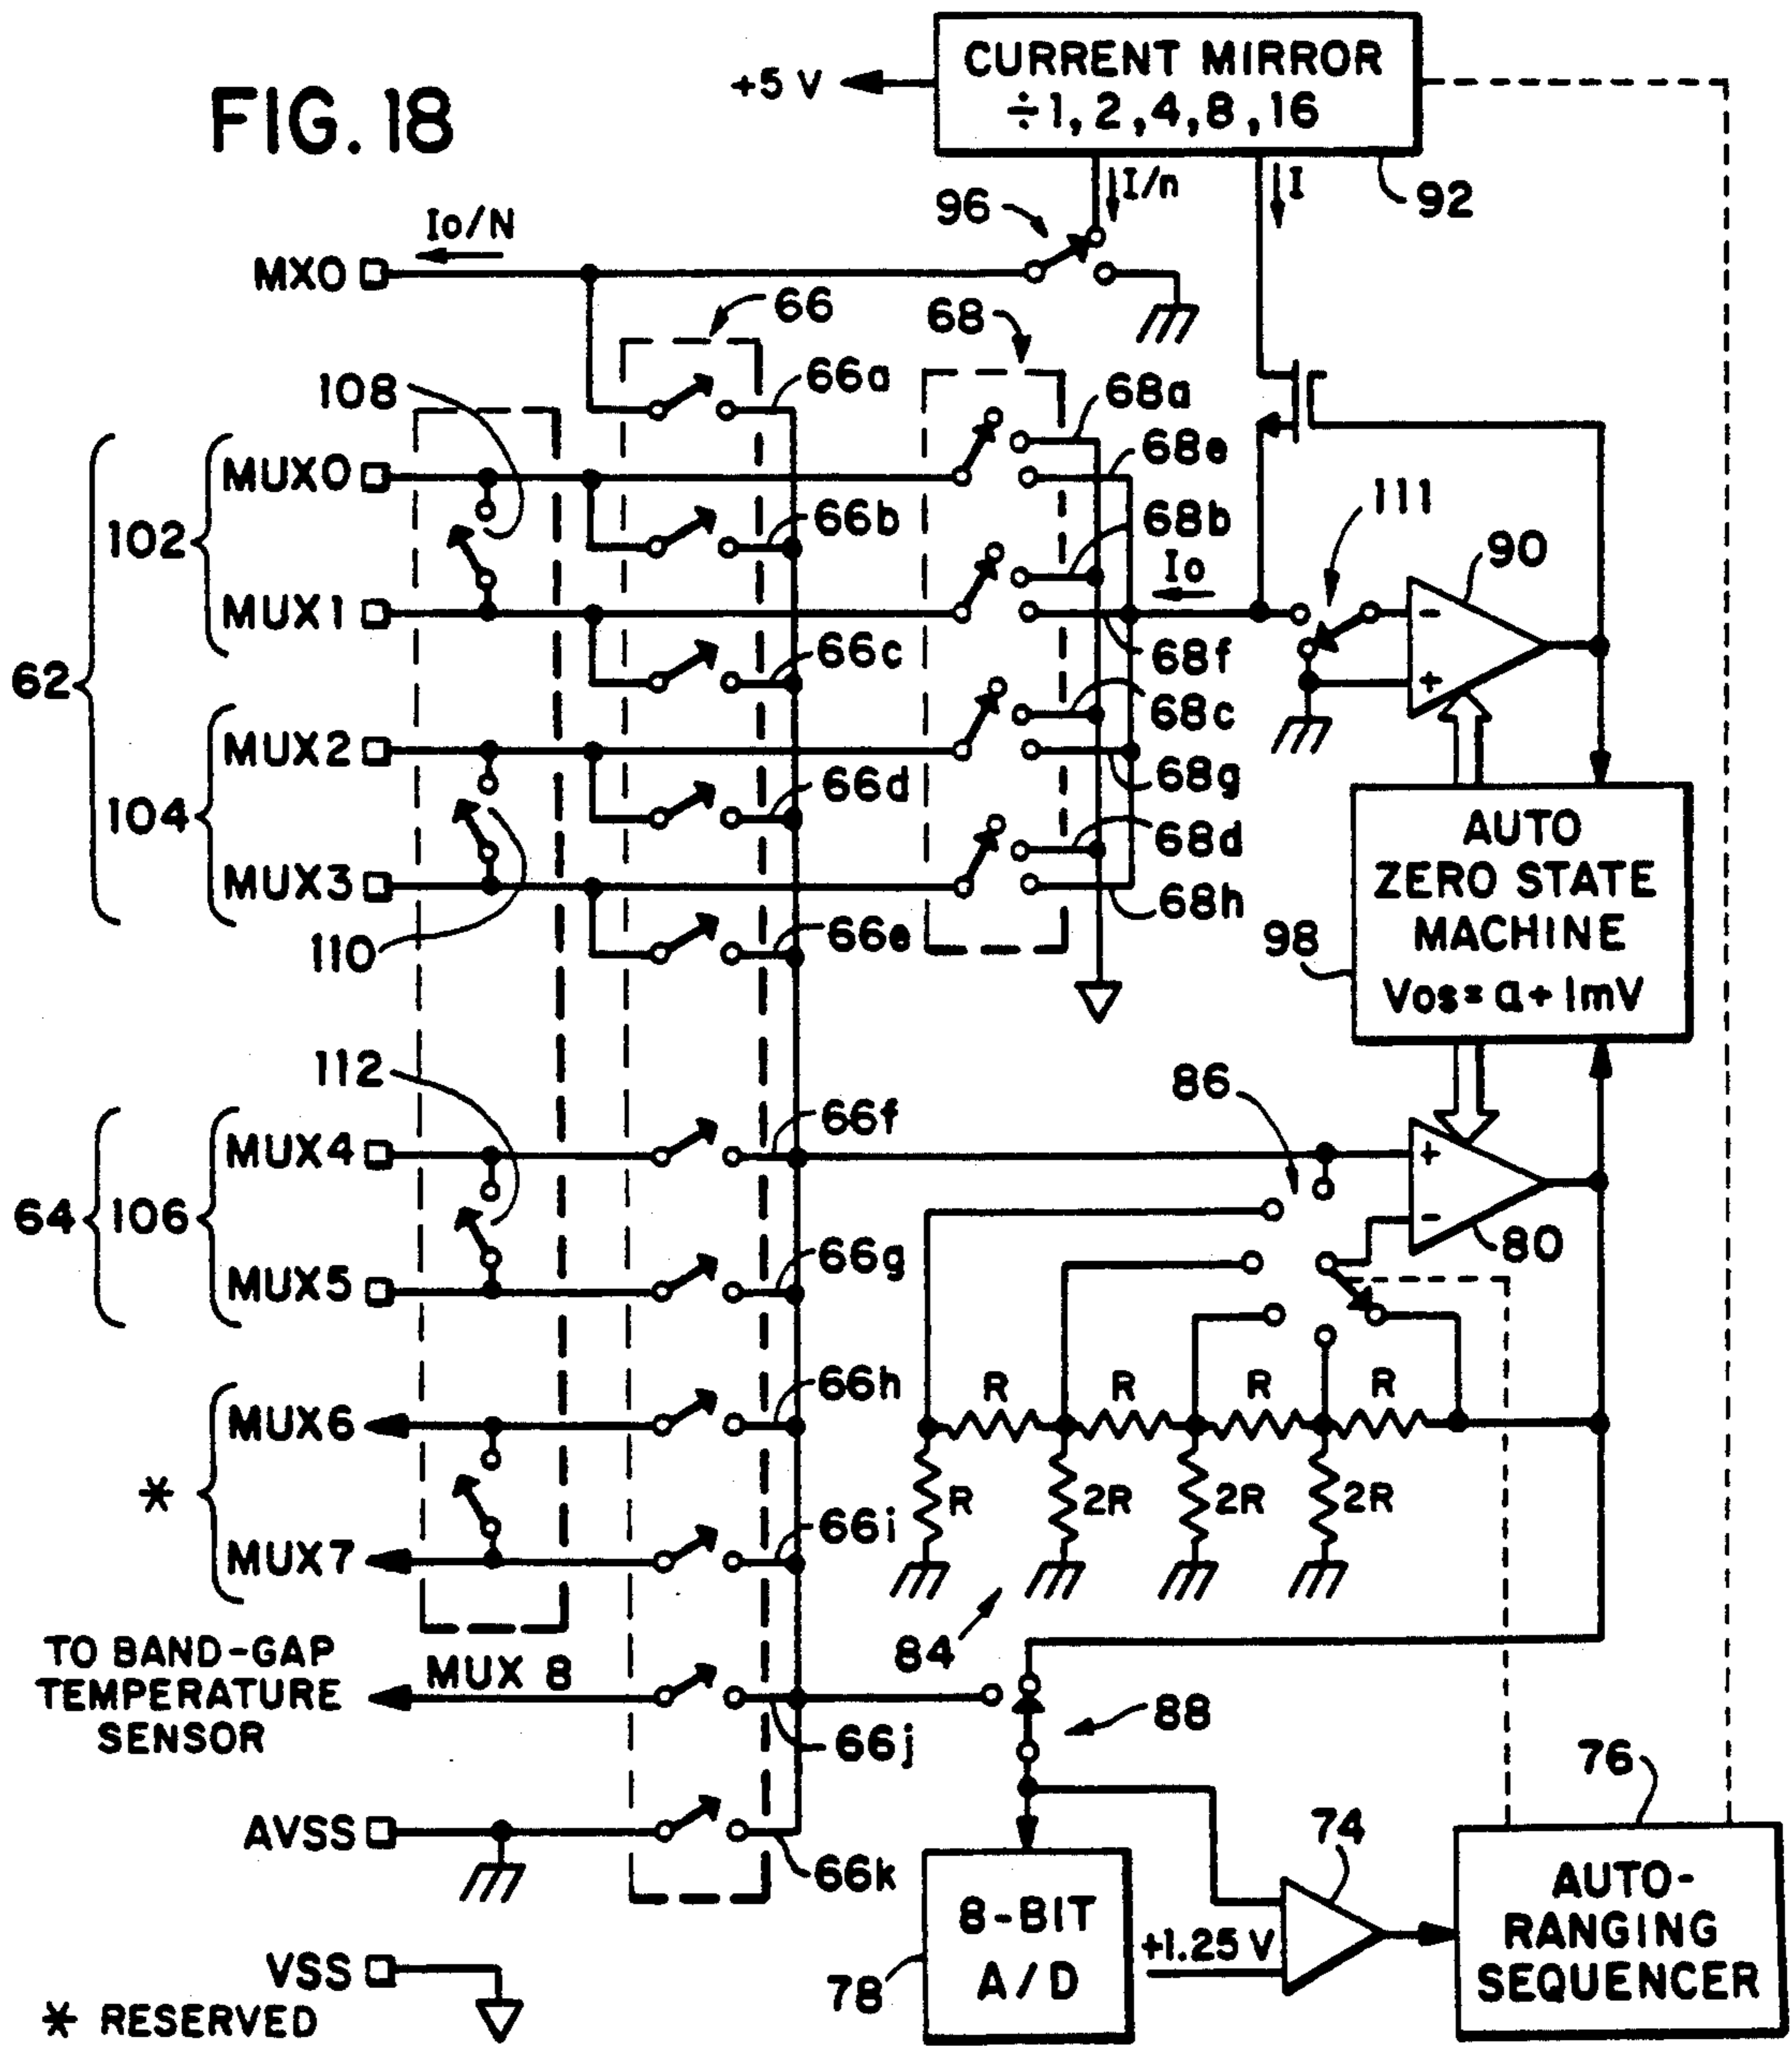 FIG. 18
CURRENT MIRROR
÷1, 2, 4, 8, 16
+5 V
92
I/n
I
96
Io/N
MX0
66
68
108
66a
68a
MUX0
68e
102
66b
68b
111
90
Io
MUX1
62
66c
68f
-
+
68c
MUX2
104
66d
68g
68d
MUX3
68h
110
66e
AUTO
ZERO STATE
MACHINE
Vos = a + 1mV
98
112
86
66f
MUX4
+
64
106
-
80
66g
MUX5
66h
MUX6
R
R
R
R
*
R
2R
2R
2R
66i
MUX7
84
TO BAND-GAP
TEMPERATURE
SENSOR
MUX 8
88
66j
76
AVSS
74
66k
8-BIT
A/D
78
+1.25 V
AUTO-
RANGING
SEQUENCER
VSS
* RESERVED